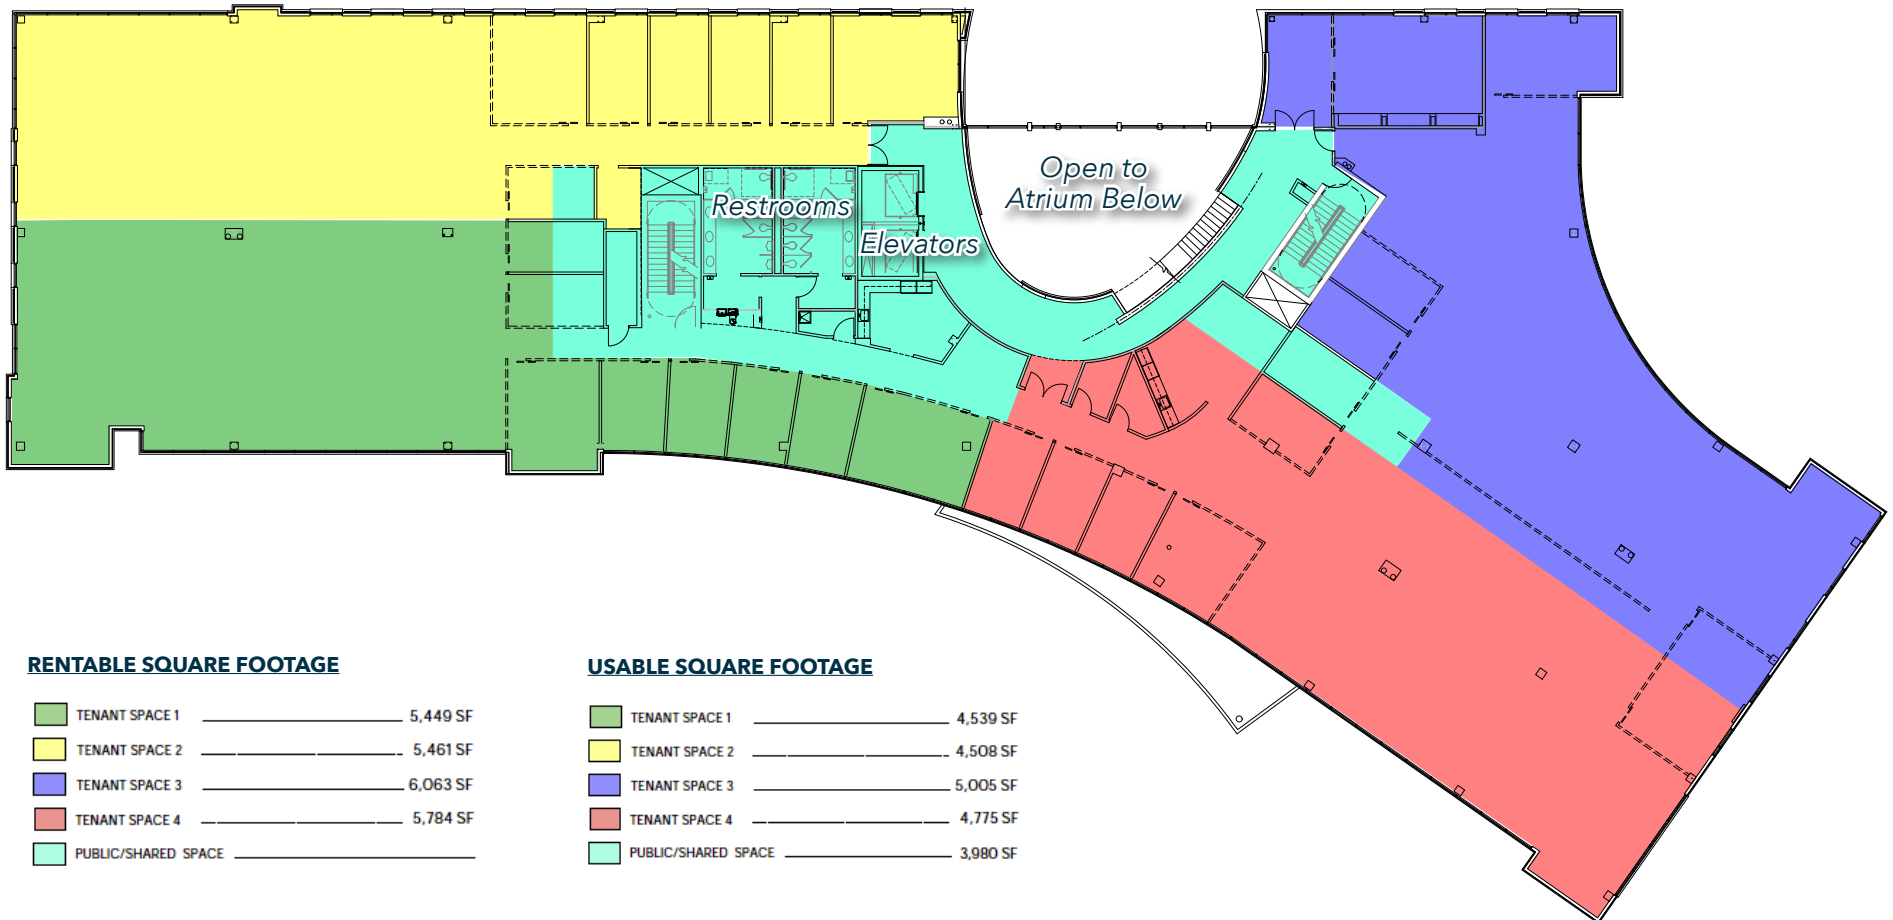 Open to
Atrium Below
Restrooms
Elevators
RENTABLE SQUARE FOOTAGE
TENANT SPACE 1 5,449 SF
TENANT SPACE 2 5,461 SF
TENANT SPACE 3 6,063 SF
TENANT SPACE 4 5,784 SF
PUBLIC/SHARED SPACE
USABLE SQUARE FOOTAGE
TENANT SPACE 1 4,539 SF
TENANT SPACE 2 4,508 SF
TENANT SPACE 3 5,005 SF
TENANT SPACE 4 4,775 SF
PUBLIC/SHARED SPACE 3,980 SF